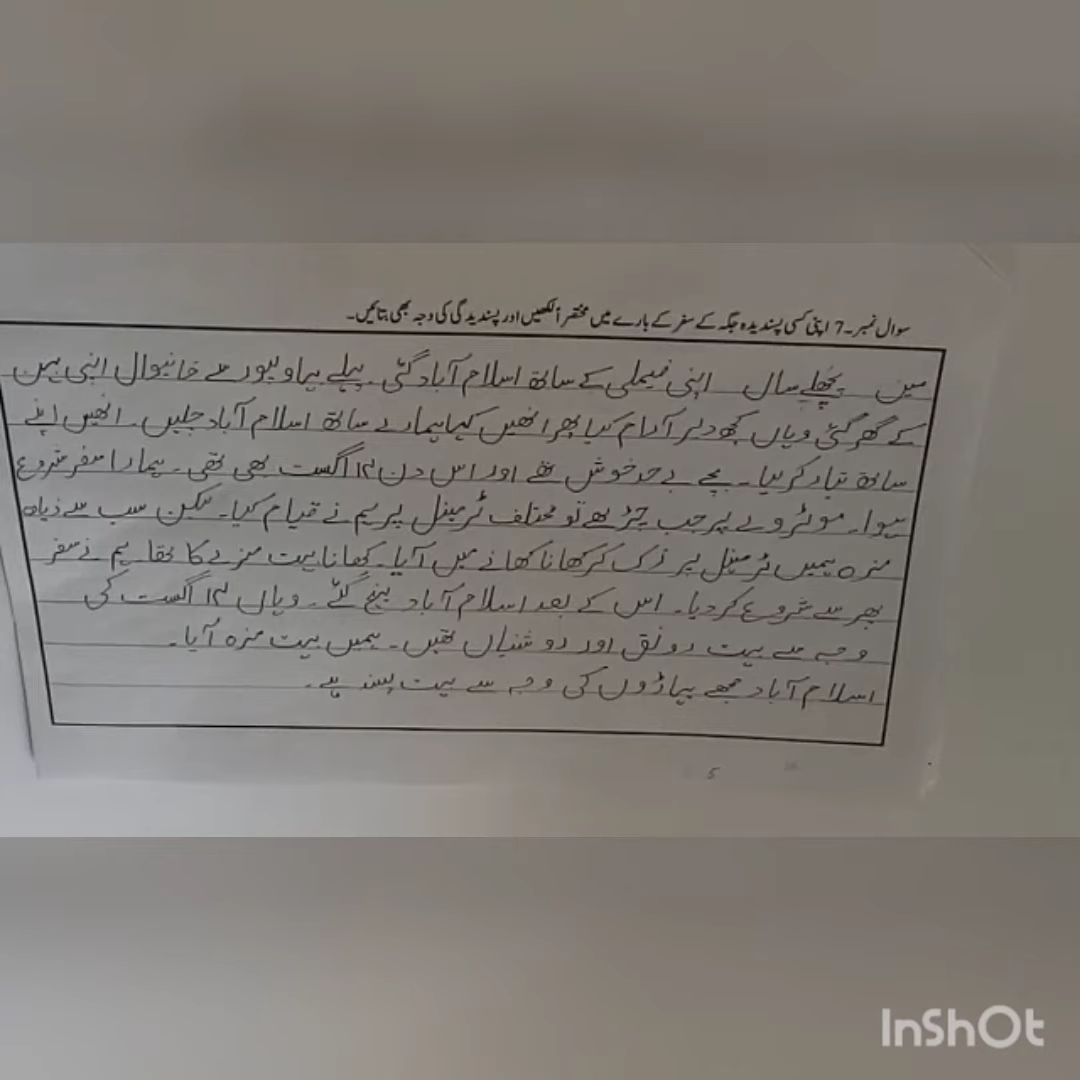 سوال نمبر۔7 اپنی کسی پسندیدہ جگہ کے سفر کے بارے میں مختصراً لکھیں اور پسندیدگی کی وجہ بھی بتائیں۔
میں پچھلے سال اپنی فیملی کے ساتھ اسلام آباد گئی۔ پہلے بہاولپور سے خانیوال اپنی بہن
کے گھر گئی وہاں کچھ دیر آرام کیا پھر انھیں کہا ہمارے ساتھ اسلام آباد چلیں۔ انھیں اپنے
ساتھ تیار کر لیا۔ بچے بے حد خوش تھے اور اس دن ۱۴ اگست بھی تھی۔ ہمارا سفر شروع
ہوا۔ موٹروے پر جب چڑھے تو مختلف ٹرمینل پر ہم نے قیام کیا۔ لیکن سب سے زیادہ
مزہ ہمیں ٹرمینل پر رُک کر کھانا کھانے میں آیا۔ کھانا بہت مزے کا تھا۔ ہم نے سفر
پھر سے شروع کر دیا۔ اس کے بعد اسلام آباد پہنچ گئے۔ وہاں ۱۴ اگست کی
وجہ سے بہت رونق اور روشنیاں تھیں۔ ہمیں بہت مزہ آیا۔
اسلام آباد مجھے پہاڑوں کی وجہ سے بہت پسند ہے۔
5
InShOt